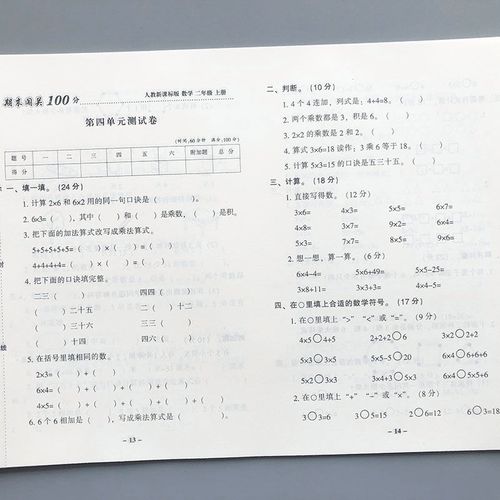 期末闯关100分
人教新课标版 数学 二年级 上册
第四单元测试卷
(时间:60分钟 满分:100分)
题号 一 二 三 四 五 六 附加题 总分
得分
一、填一填。(24分)
1. 计算2×6和6×2用的同一句口诀是( )。
2. 6×3=( ),其中( )和( )是乘数,( )是积。
3. 把下面的加法算式改写成乘法算式。
5+5+5+5+5=( )×( )=( )
4+4+4+4=( )×( )=( )
4. 把下面的口诀填完整。
二三( ) 四四( )
( )二十五 ( )二( )十二
( )三十六 ( )三( )
( )十四 四六( )
5. 在括号里填相同的数。
2×3=( )+( )
6×4=( )+( )+( )
4×5=( )+( )+( )+( )
6. 6个6相加是( ),写成乘法算式是( )。
- 13 -
二、判断。(10分)
1. 4个4连加,列式是:4+4=8。( )
2. 两个乘数都是3,积是6。( )
3. 2×2的乘数是2和2。( )
4. 算式3×6=18读作:3乘6等于18。( )
5. 计算5×3=15的口诀是五三十五。( )
三、计算。(18分)
1. 直接写得数。(12分)
3×6= 4×3= 5×5= 6×7=
4×8= 3×7= 9×2= 6×4=
5×3= 7×7= 8×5= 9×6=
2. 想一想,算一算。(6分)
6×4-4= 5×6+49= 5×5-25=
3×8+11= 3×3+3= 4×4-5=
四、在○里填上合适的数学符号。(17分)
1. 在○里填上“>”“<”或“=”。(9分)
4×5○4+5 2+2+2○6 3×2○2+2
3×6○3×5 5×5-5○20 6×4○6+6+6
5×2○3×2 3×4+3○5×3 6×4○5×5+6
2. 在○里填上“+”“-”或“×”。(8分)
3○3=6 3○5=15 2○6=12 6○3=18
- 14 -
封
线